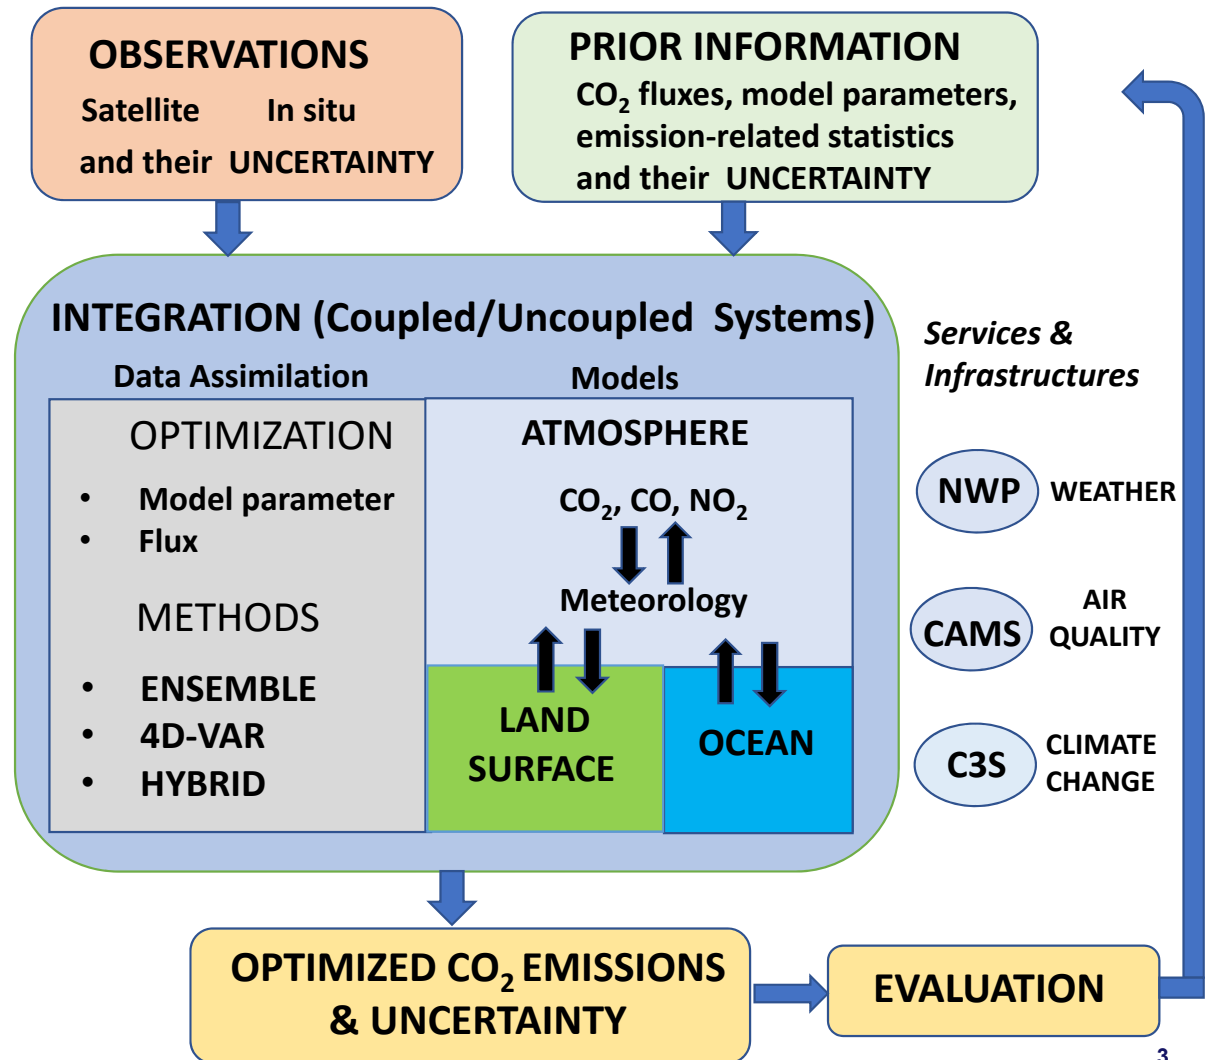 OBSERVATIONS
Satellite In situ
and their UNCERTAINTY
PRIOR INFORMATION
CO₂ fluxes, model parameters,
emission-related statistics
and their UNCERTAINTY
INTEGRATION (Coupled/Uncoupled Systems)
Data Assimilation
OPTIMIZATION
• Model parameter
• Flux
METHODS
• ENSEMBLE
• 4D-VAR
• HYBRID
Models
ATMOSPHERE
CO₂, CO, NO₂
Meteorology
LAND
SURFACE
OCEAN
Services &
Infrastructures
NWP WEATHER
CAMS
AIR
QUALITY
C3S
CLIMATE
CHANGE
OPTIMIZED CO₂ EMISSIONS
& UNCERTAINTY
EVALUATION
3